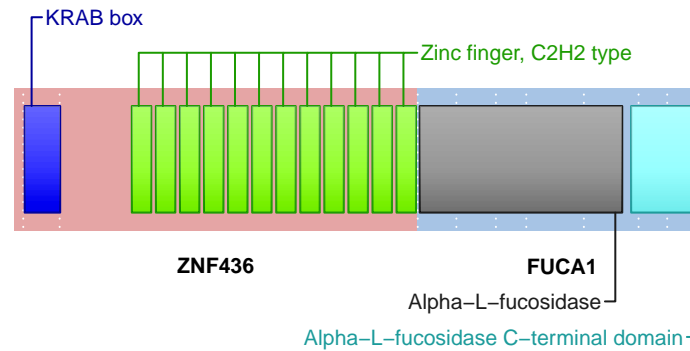 KRAB box
Zinc finger, C2H2 type
ZNF436
FUCA1
Alpha−L−fucosidase
Alpha−L−fucosidase C−terminal domain